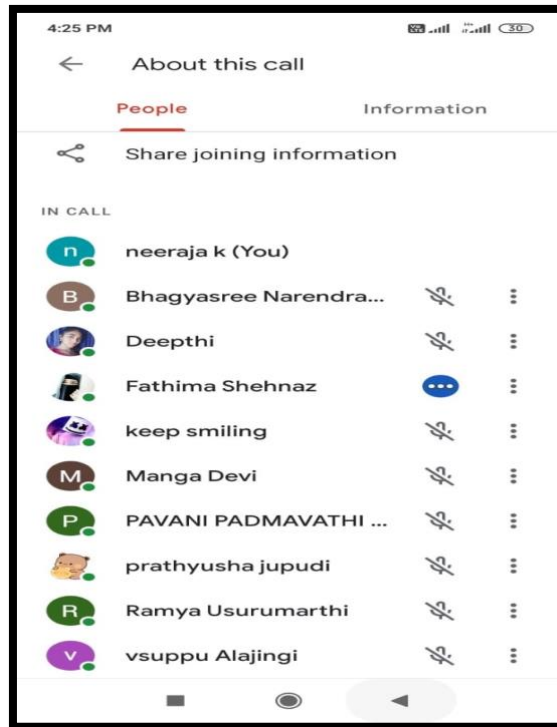 4:25 PM 30
About this call
People Information
Share joining information
IN CALL
n neeraja k (You)
B Bhagyasree Narendra...
Deepthi
Fathima Shehnaz
keep smiling
M Manga Devi
P PAVANI PADMAVATHI ...
prathyusha jupudi
R Ramya Usurumarthi
v vsuppu Alajingi